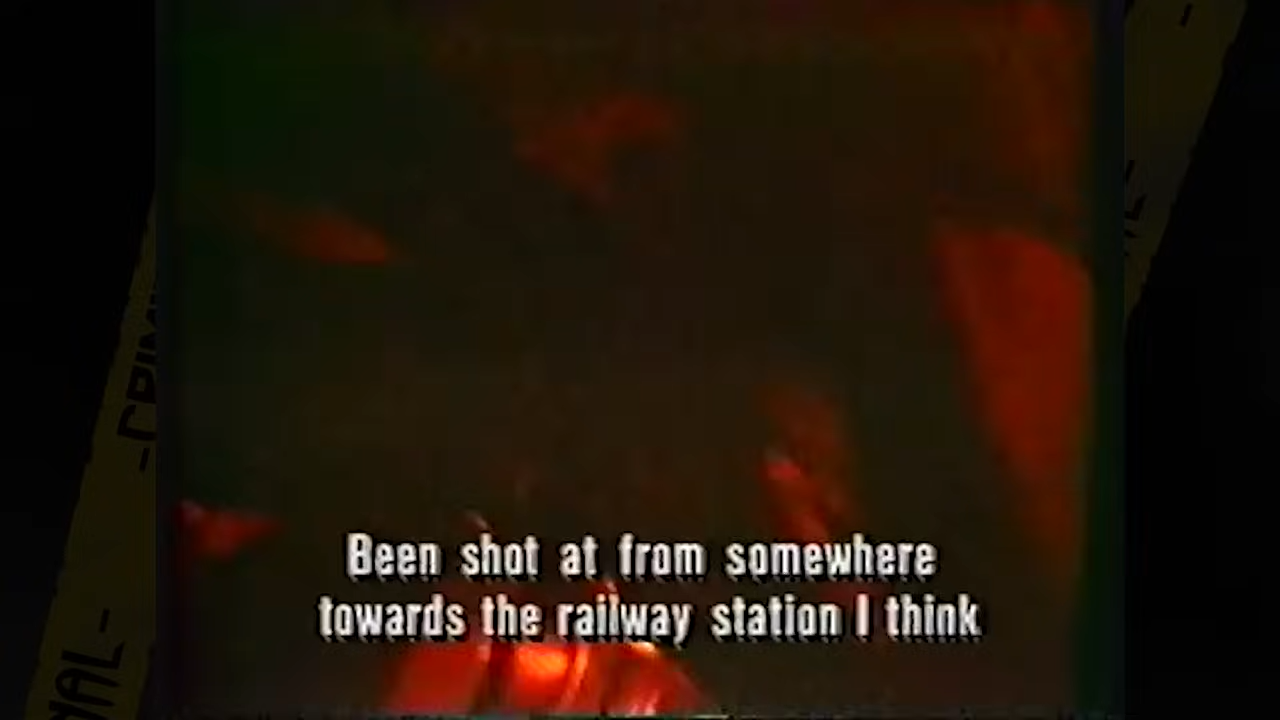 Been shot at from somewhere
towards the railway station I think